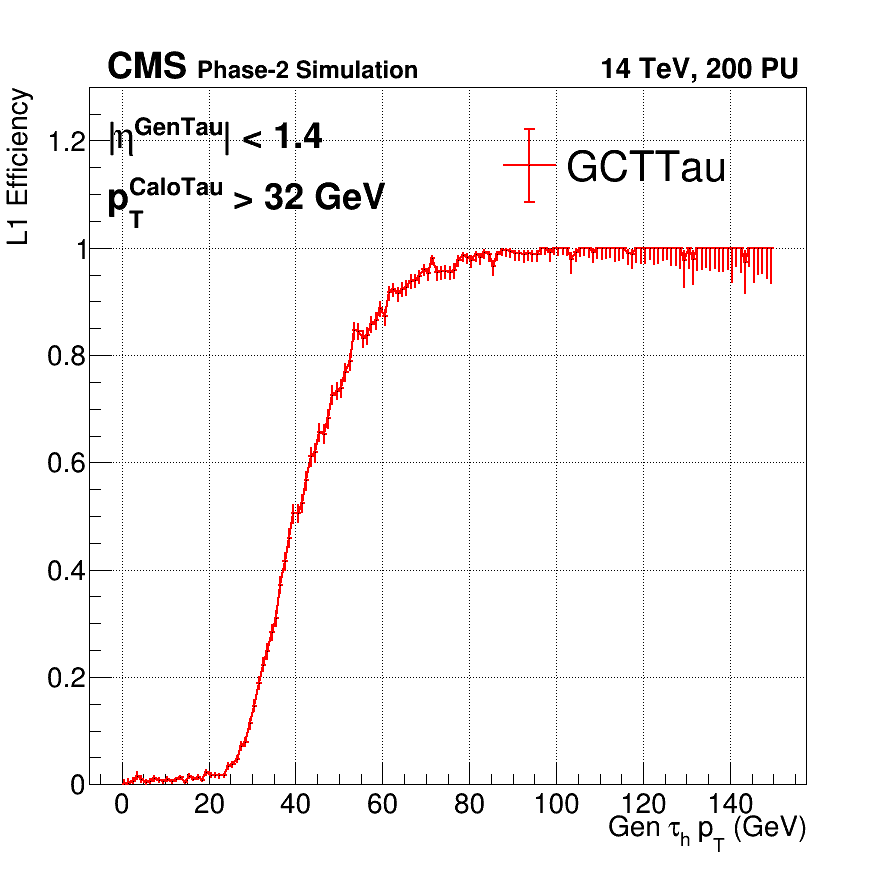 CMS Phase-2 Simulation 14 TeV, 200 PU
L1 Efficiency
|η^GenTau| < 1.4
p_T^CaloTau > 32 GeV
GCTTau
1.2
1
0.8
0.6
0.4
0.2
0
0 20 40 60 80 100 120 140
Gen τ_h p_T (GeV)